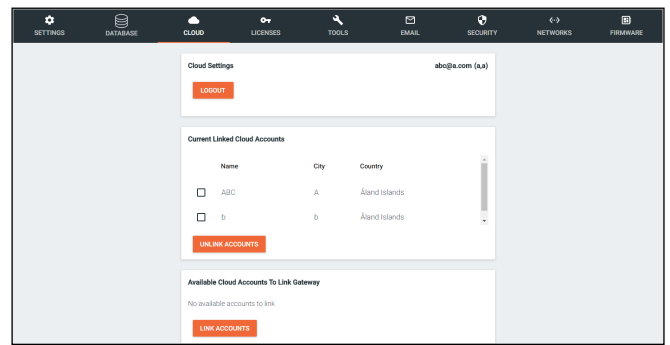 SETTINGS DATABASE CLOUD LICENSES TOOLS EMAIL SECURITY NETWORKS FIRMWARE
Cloud Settings abc@a.com (a,a)
LOGOUT
Current Linked Cloud Accounts
Name City Country
ABC A Åland Islands
b b Åland Islands
UNLINK ACCOUNTS
Available Cloud Accounts To Link Gateway
No available accounts to link
LINK ACCOUNTS